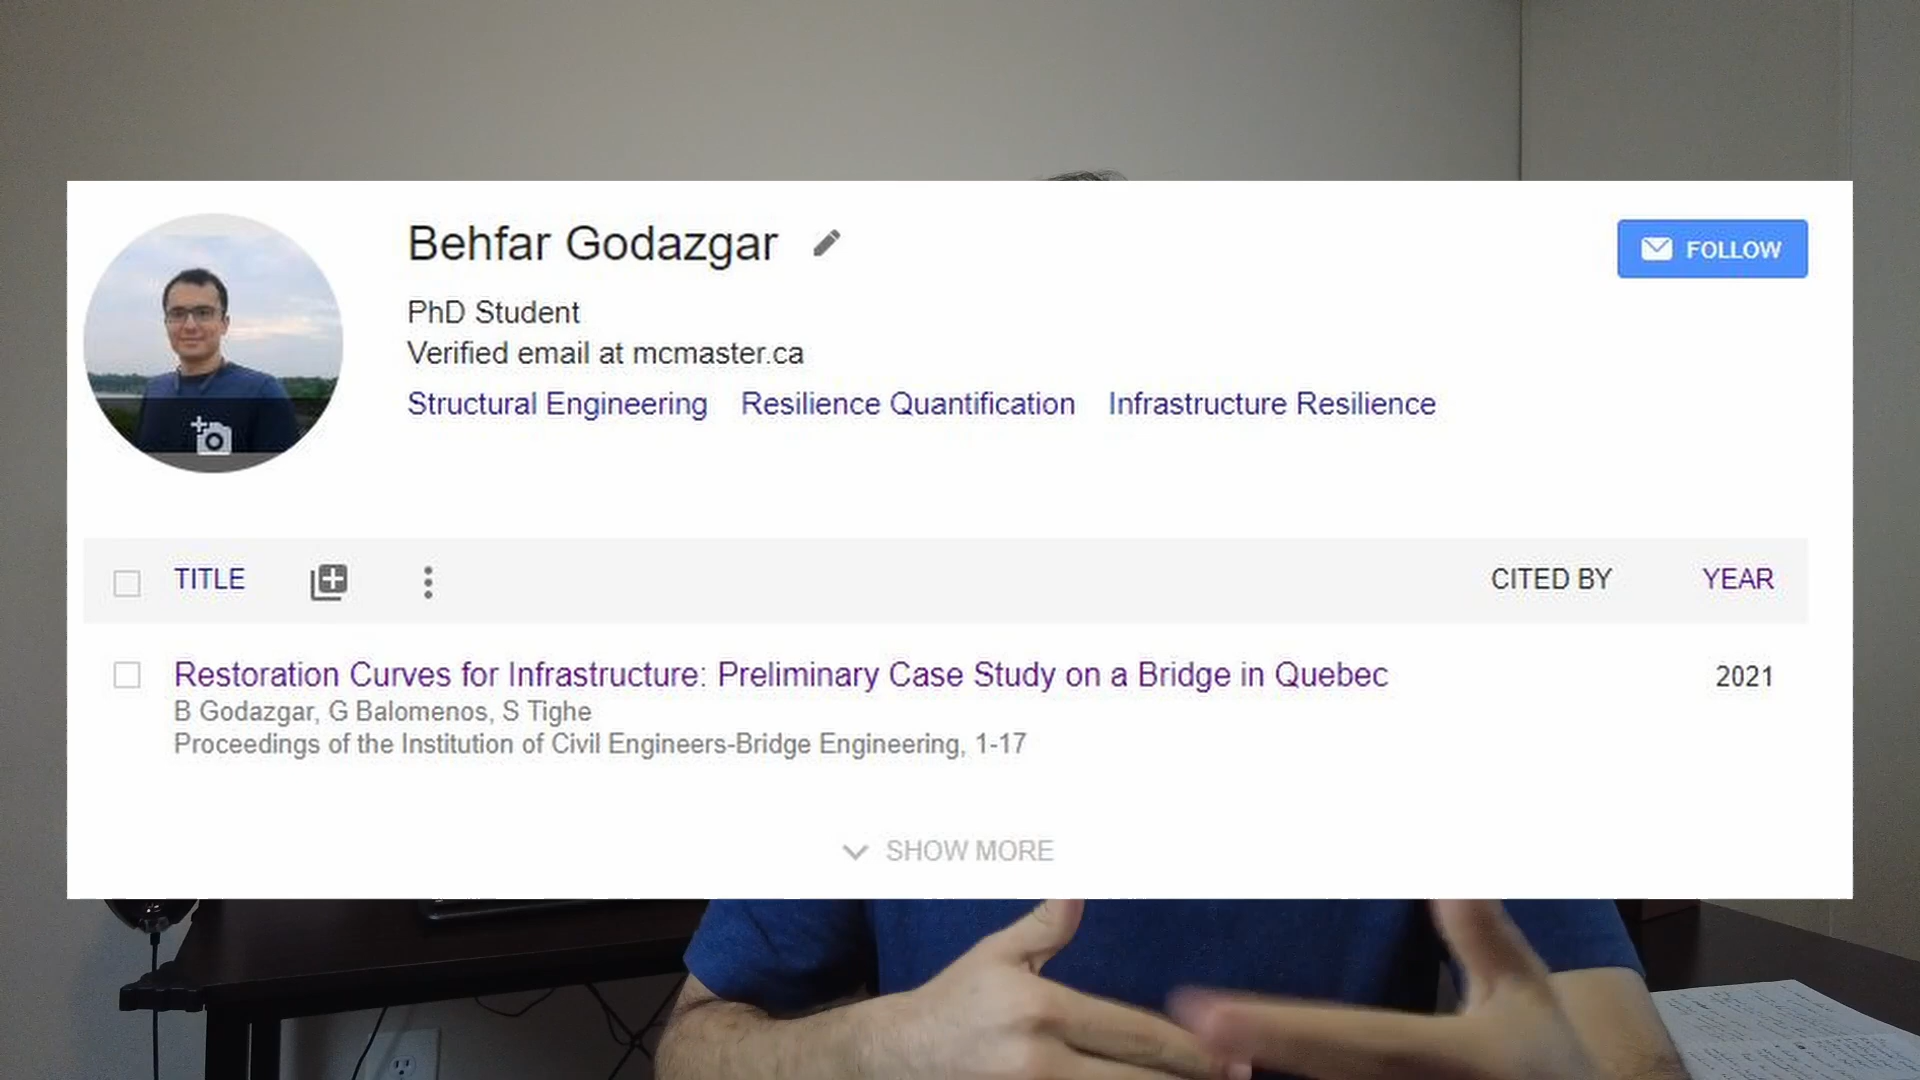 Behfar Godazgar
FOLLOW
PhD Student
Verified email at mcmaster.ca
Structural Engineering Resilience Quantification Infrastructure Resilience
TITLE CITED BY YEAR
Restoration Curves for Infrastructure: Preliminary Case Study on a Bridge in Quebec 2021
B Godazgar, G Balomenos, S Tighe
Proceedings of the Institution of Civil Engineers-Bridge Engineering, 1-17
SHOW MORE